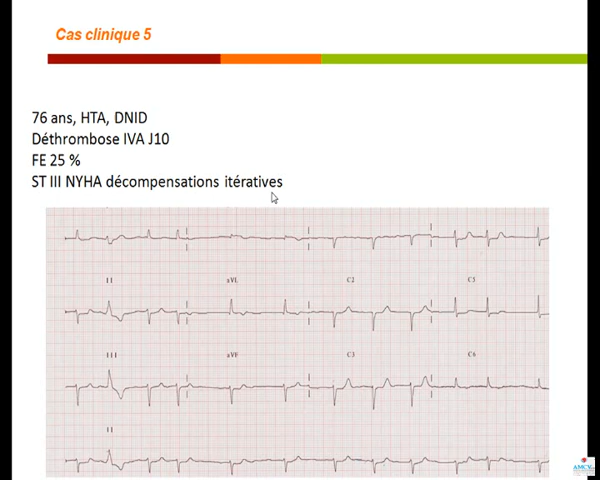 Cas clinique 5
76 ans, HTA, DNID
Déthrombose IVA J10
FE 25 %
ST III NYHA décompensations itératives
II aVL C2 C5
III aVF C3 C6
II
AMCV